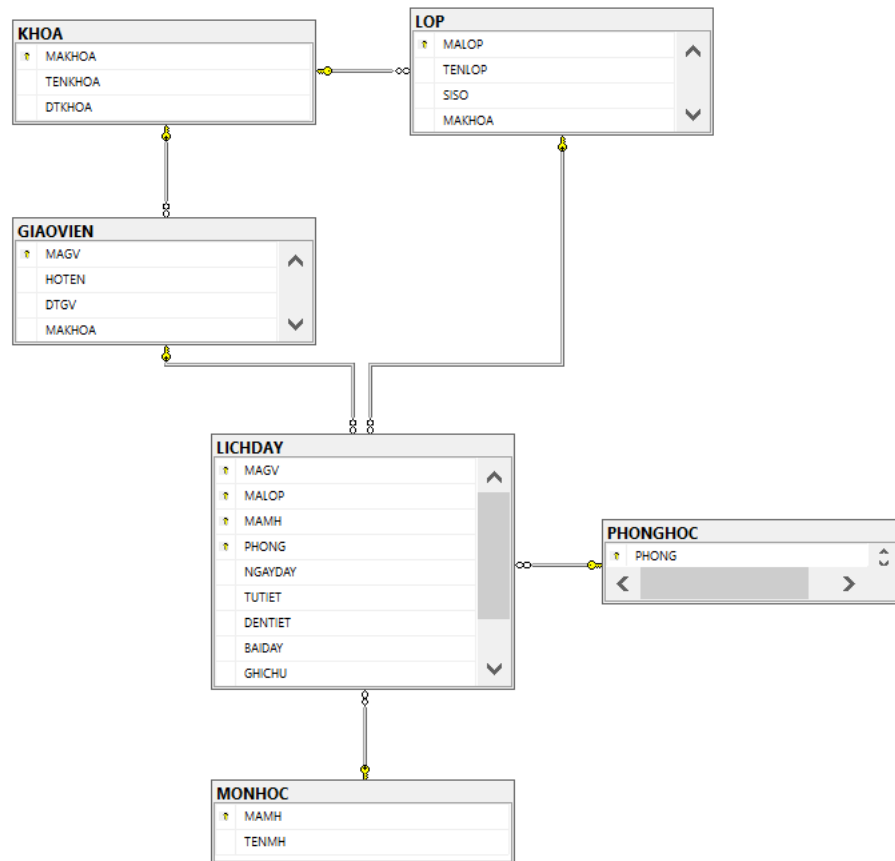 KHOA
MAKHOA
TENKHOA
DTKHOA
LOP
MALOP
TENLOP
SISO
MAKHOA
GIAOVIEN
MAGV
HOTEN
DTGV
MAKHOA
LICHDAY
MAGV
MALOP
MAMH
PHONG
NGAYDAY
TUTIET
DENTIET
BAIDAY
GHICHU
PHONGHOC
PHONG
MONHOC
MAMH
TENMH